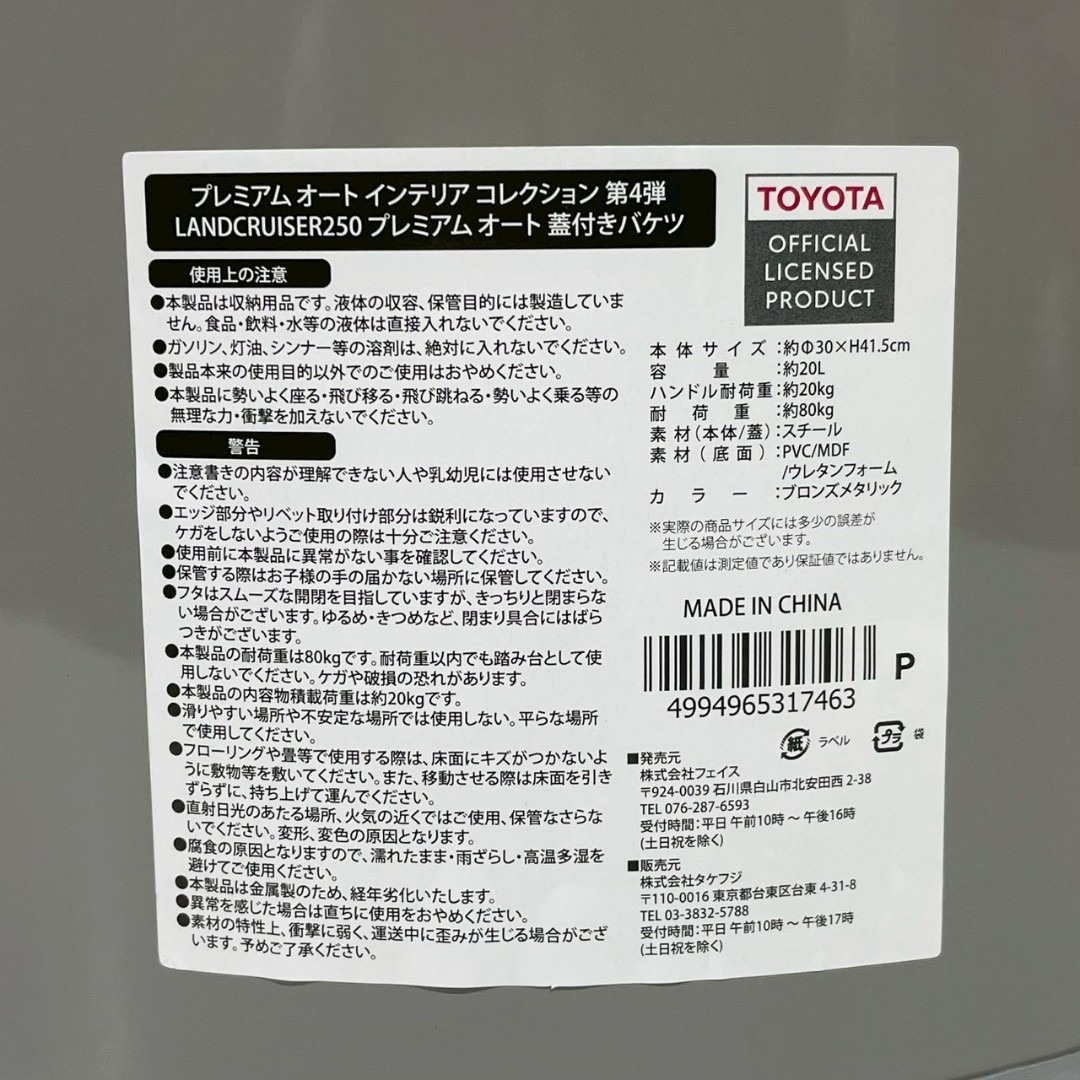 プレミアム オート インテリア コレクション 第4弾
LANDCRUISER250 プレミアム オート 蓋付きバケツ
使用上の注意
●本製品は収納用品です。液体の収容、保管目的には製造していま
せん。食品・飲料・水等の液体は直接入れないでください。
●ガソリン、灯油、シンナー等の溶剤は、絶対に入れないでください。
●製品本来の使用目的以外でのご使用はおやめください。
●本製品に勢いよく座る・飛び移る・飛び跳ねる・勢いよく乗る等の
無理な力・衝撃を加えないでください。
警告
●注意書きの内容が理解できない人や乳幼児には使用させない
でください。
●エッジ部分やリベット取り付け部分は鋭利になっていますので、
ケガをしないようご使用の際は十分ご注意ください。
●使用前に本製品に異常がない事を確認してください。
●保管する際はお子様の手の届かない場所に保管してください。
●フタはスムーズな開閉を目指していますが、きっちりと閉まらな
い場合がございます。ゆるめ・きつめなど、閉まり具合にはばら
つきがございます。
●本製品の耐荷重は80kgです。耐荷重以内でも踏み台として使
用しないでください。ケガや破損の恐れがあります。
●本製品の内容物積載荷重は約20kgです。
●滑りやすい場所や不安定な場所では使用しない。平らな場所
で使用してください。
●フローリングや畳等で使用する際は、床面にキズがつかないよ
うに敷物等を敷いてください。また、移動させる際は床面を引き
ずらずに、持ち上げて運んでください。
●直射日光のあたる場所、火気の近くではご使用、保管なさらな
いでください。変形、変色の原因となります。
●腐食の原因となりますので、濡れたまま・雨ざらし・高温多湿を
避けてご使用ください。
●本製品は金属製のため、経年劣化いたします。
●異常を感じた場合は直ちに使用をおやめください。
●素材の特性上、衝撃に弱く、運送中に歪みが生じる場合がござ
います。予めご了承ください。
TOYOTA
OFFICIAL
LICENSED
PRODUCT
本体サイズ:約Φ30×H41.5cm
容量:約20L
ハンドル耐荷重:約20kg
耐荷重:約80kg
素材(本体/蓋):スチール
素材(底面):PVC/MDF
/ウレタンフォーム
カラー:ブロンズメタリック
※実際の商品サイズには多少の誤差が
生じる場合がございます。
※記載値は測定値であり保証値ではありません。
MADE IN CHINA
P
4994965317463
紙 ラベル プラ 袋
■発売元
株式会社フェイス
〒924-0039 石川県白山市北安田西 2-38
TEL 076-287-6593
受付時間:平日 午前10時 ～ 午後16時
(土日祝を除く)
■販売元
株式会社タケフジ
〒110-0016 東京都台東区台東 4-31-8
TEL 03-3832-5788
受付時間:平日 午前10時 ～ 午後17時
(土日祝を除く)